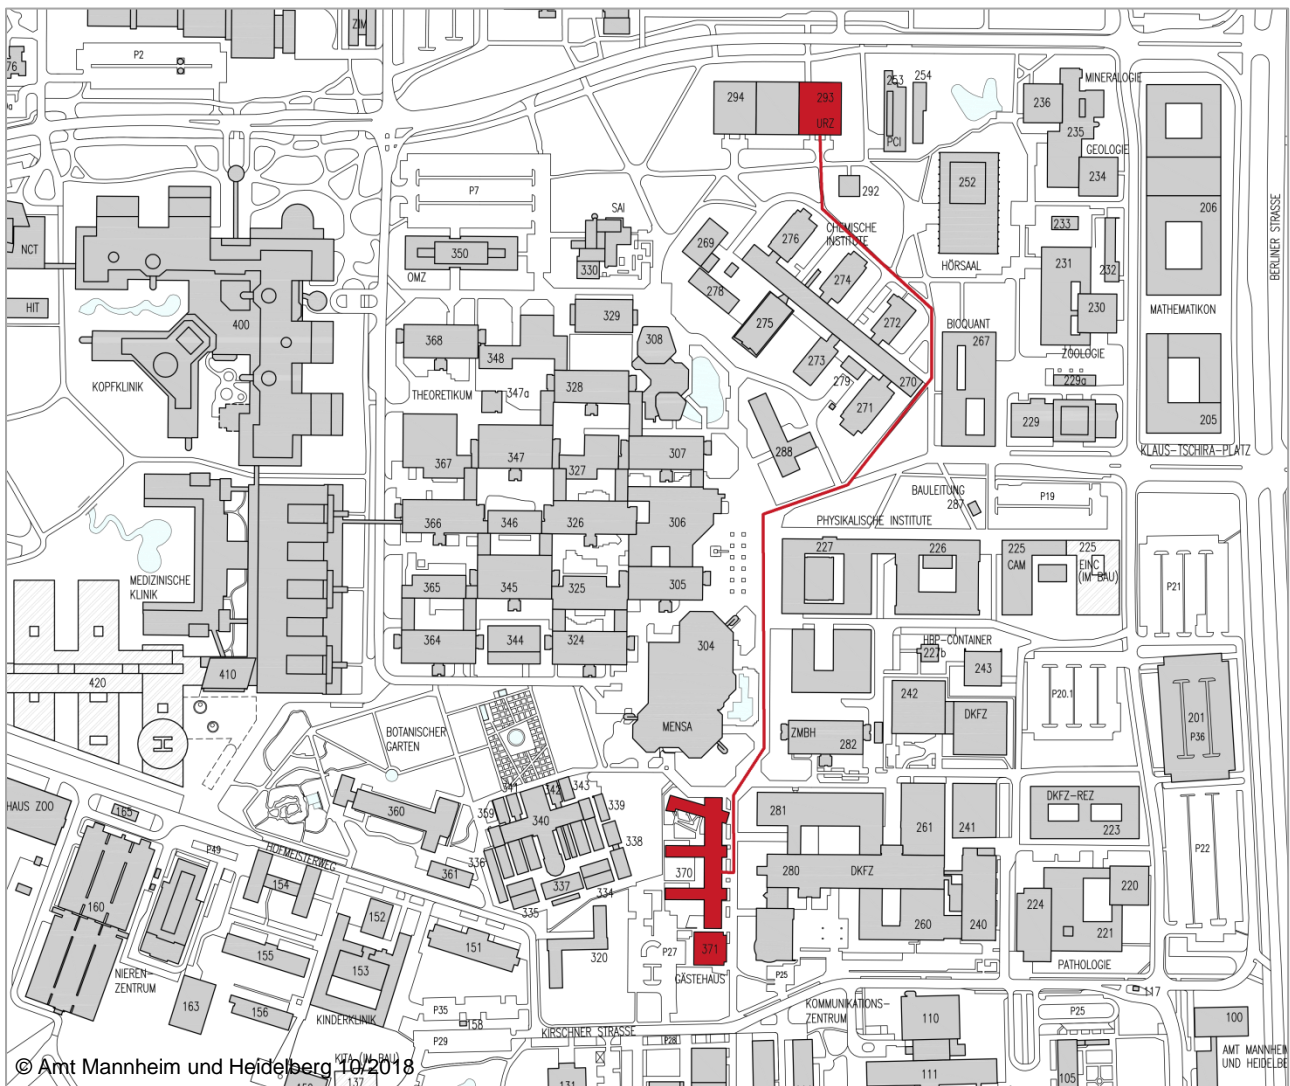 ZIM
P2
76
293
URZ
294
253
254
PCI
MINERALOGIE
236
235
GEOLOGIE
234
252
292
HÖRSAAL
206
BERLINER STRASSE
P7
SAI
350
OMZ
330
NCT
HIT
400
KOPFKLINIK
269
276
CHEMISCHE
INSTITUTE
274
278
275
272
273
279
270
271
288
233
231
232
230
ZOOLOGIE
229a
229
BIOQUANT
267
MATHEMATIKON
205
KLAUS-TSCHIRA-PLATZ
368
348
329
308
THEORETIKUM
347a
328
367
347
327
307
366
346
326
306
365
345
325
305
364
344
324
304
MENSA
BAULEITUNG
287
P19
PHYSIKALISCHE INSTITUTE
227
226
225
CAM
225
EINC
(IM BAU)
P21
MEDIZINISCHE
KLINIK
410
420
HBP-CONTAINER
227b
243
242
DKFZ
P20.1
201
P36
ZMBH
282
BOTANISCHER
GARTEN
360
359
341
342
343
340
339
338
336
361
337
335
334
320
370
371
P27
GÄSTEHAUS
281
261
241
280
DKFZ
260
240
P25
DKFZ-REZ
223
P22
220
224
221
PATHOLOGIE
117
HAUS ZOO
165
HOFMEISTERWEG
P49
160
154
152
155
153
151
NIEREN-
ZENTRUM
163
156
KINDERKLINIK
P35
158
P29
KIRSCHNER STRASSE
P28
KOMMUNIKATIONS-
ZENTRUM
110
111
P25
105
100
AMT MANNHEIM
UND HEIDELBE
KITA (IM BAU)
137
131
© Amt Mannheim und Heidelberg 10/2018